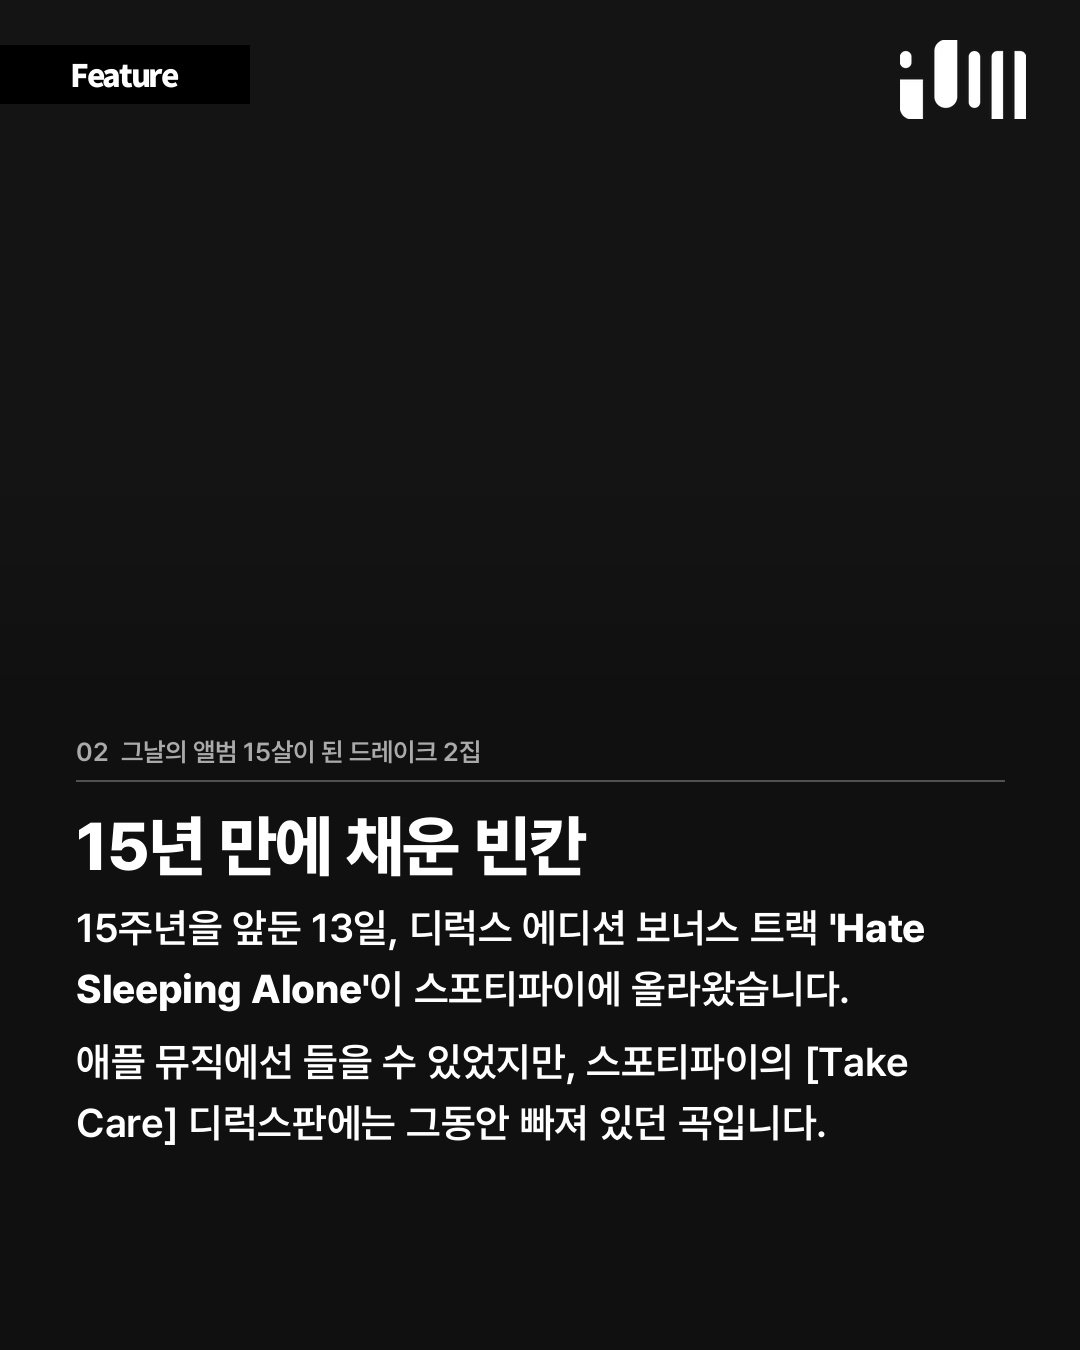 Feature
02 그날의 앨범 15살이 된 드레이크 2집
15년 만에 채운 빈칸
15주년을 앞둔 13일, 디럭스 에디션 보너스 트랙 'Hate
Sleeping Alone'이 스포티파이에 올라왔습니다.
애플 뮤직에선 들을 수 있었지만, 스포티파이의 [Take
Care] 디럭스판에는 그동안 빠져 있던 곡입니다.